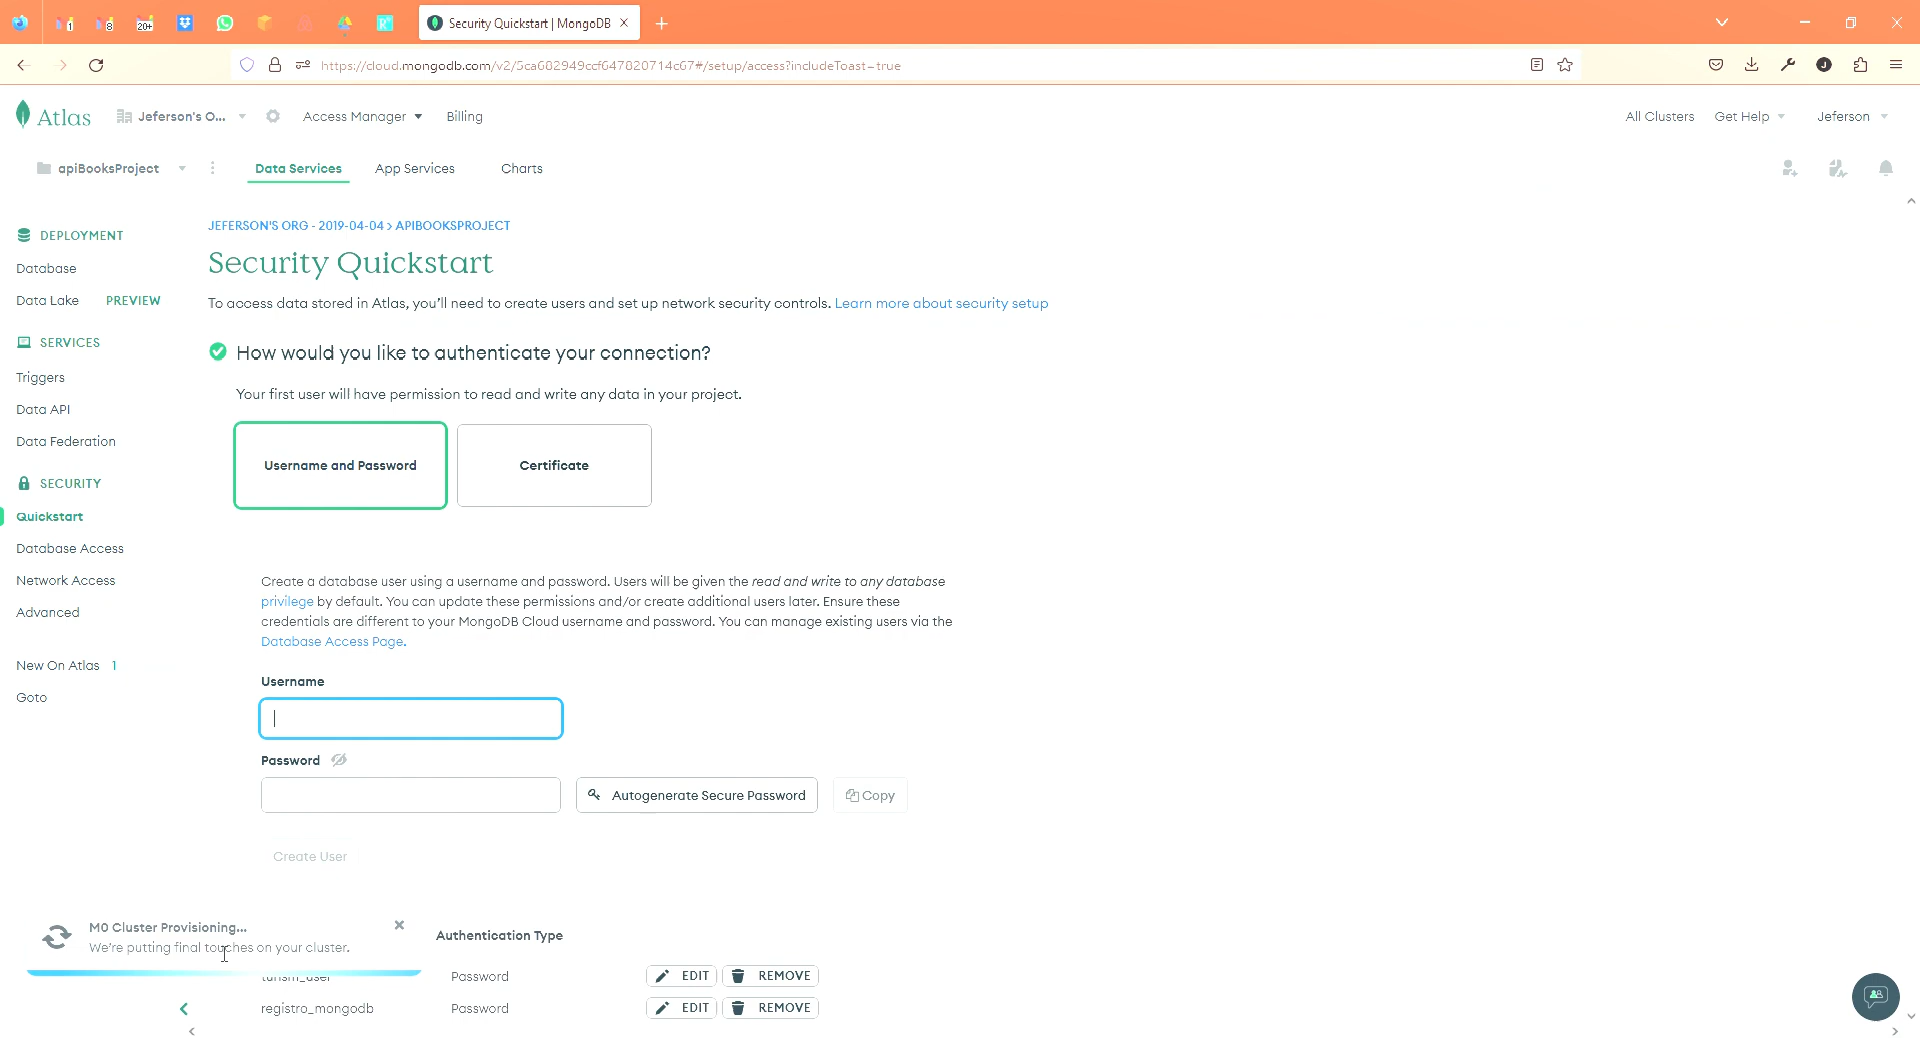 1
8
20+
Security Quickstart | MongoDB
https://cloud.mongodb.com/v2/5ca682949ccf647820714c67#/setup/access?includeToast=true
J
Atlas
Jeferson's O...
Access Manager
Billing
All Clusters
Get Help
Jeferson
apiBooksProject
Data Services
App Services
Charts
DEPLOYMENT
Database
Data Lake PREVIEW
SERVICES
Triggers
Data API
Data Federation
SECURITY
Quickstart
Database Access
Network Access
Advanced
New On Atlas 1
Goto
JEFERSON'S ORG - 2019-04-04 > APIBOOKSPROJECT
Security Quickstart
To access data stored in Atlas, you’ll need to create users and set up network security controls. Learn more about security setup
How would you like to authenticate your connection?
Your first user will have permission to read and write any data in your project.
Username and Password
Certificate
Create a database user using a username and password. Users will be given the read and write to any database
privilege by default. You can update these permissions and/or create additional users later. Ensure these
credentials are different to your MongoDB Cloud username and password. You can manage existing users via the
Database Access Page.
Username
Password
Autogenerate Secure Password
Copy
Create User
M0 Cluster Provisioning...
We’re putting final touches on your cluster.
Authentication Type
turism_user Password EDIT REMOVE
registro_mongodb Password EDIT REMOVE